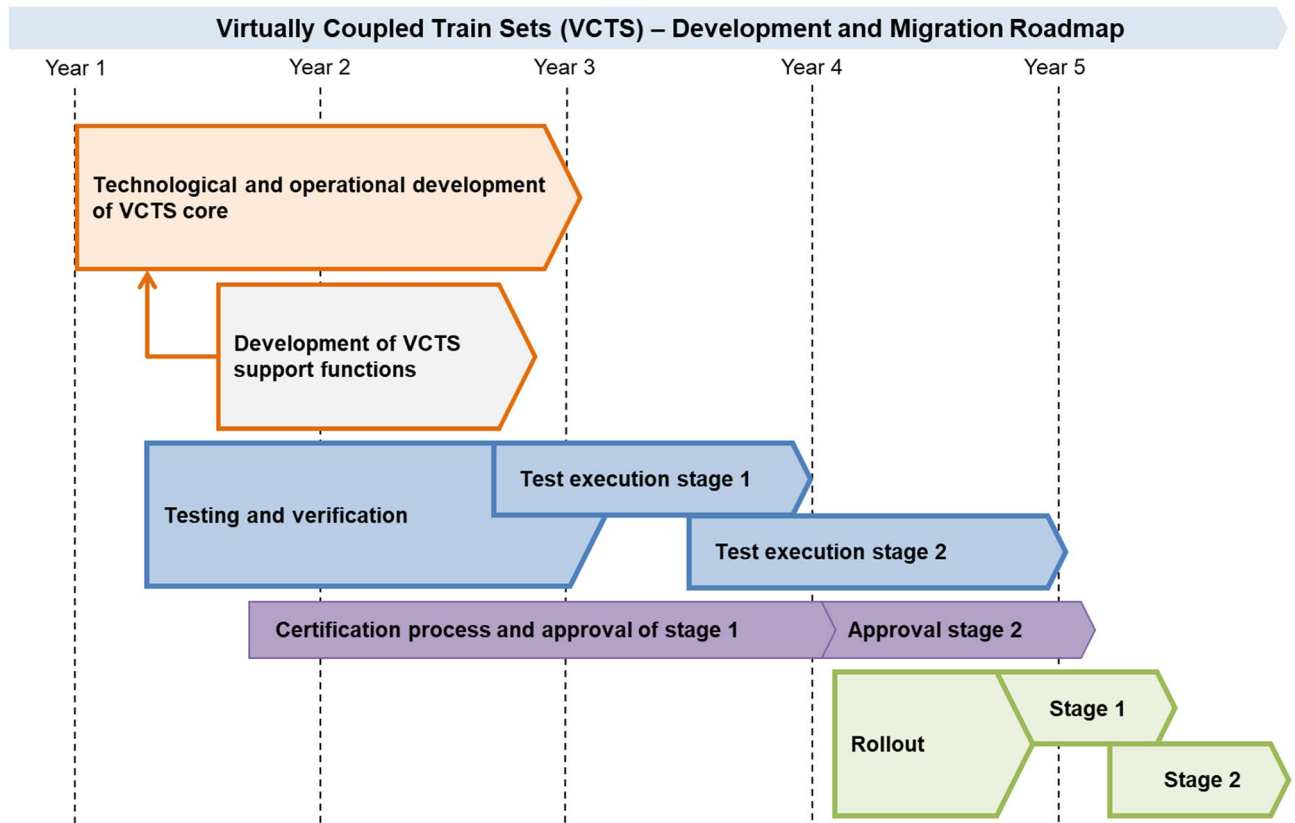 Virtually Coupled Train Sets (VCTS) – Development and Migration Roadmap
Year 1
Year 2
Year 3
Year 4
Year 5
Technological and operational development
of VCTS core
Development of VCTS
support functions
Test execution stage 1
Testing and verification
Test execution stage 2
Certification process and approval of stage 1
Approval stage 2
Stage 1
Rollout
Stage 2